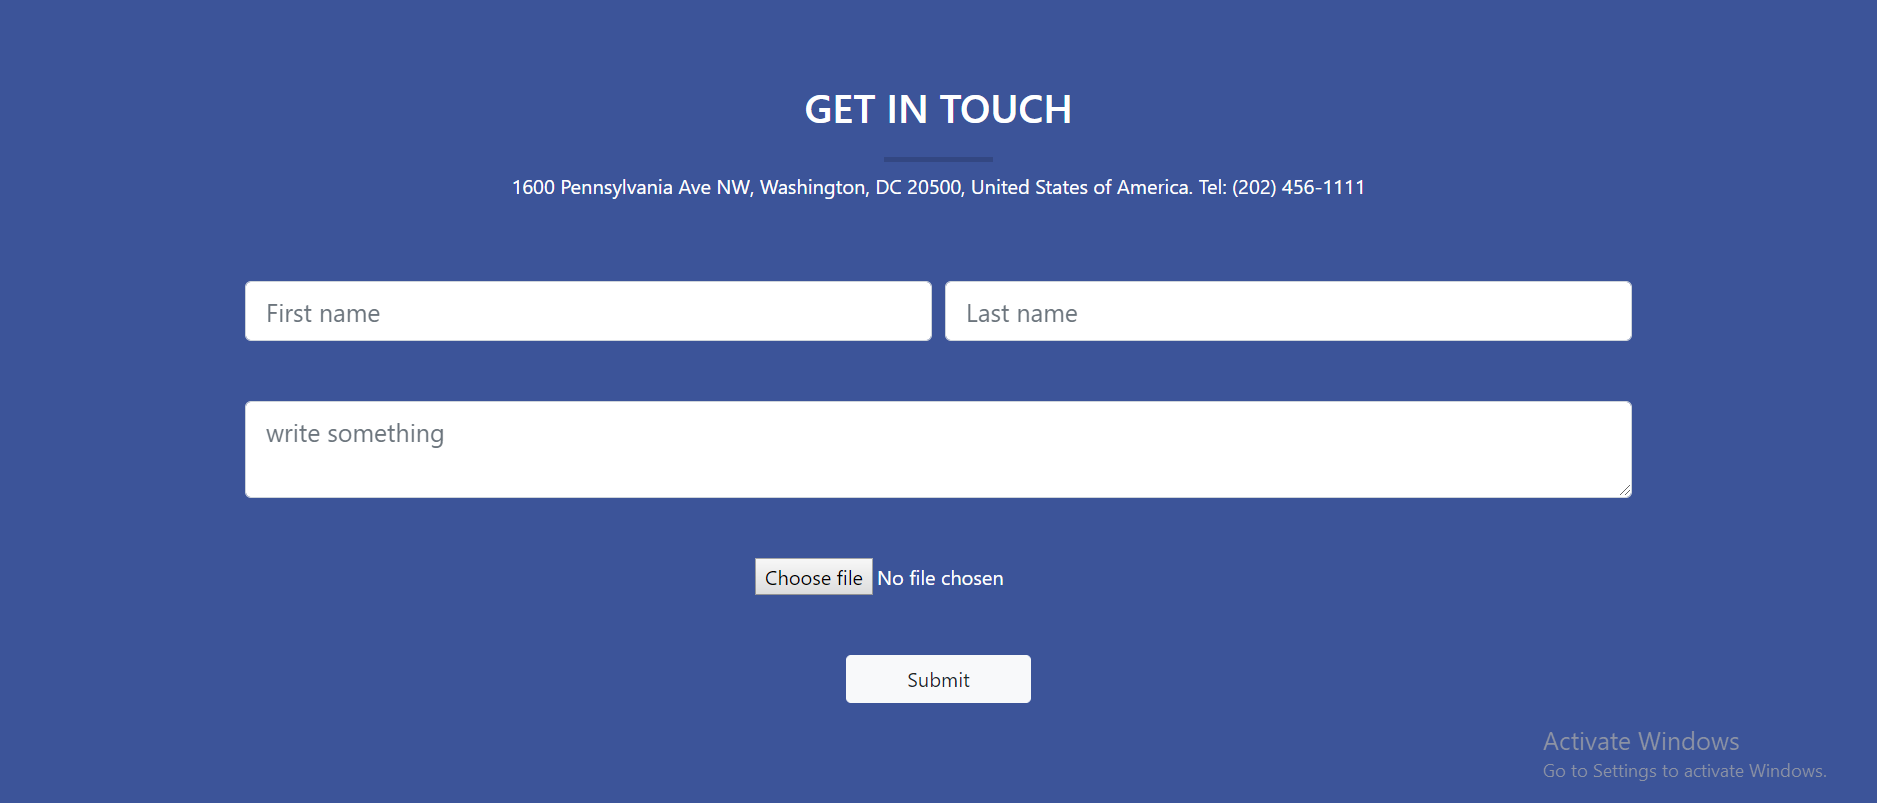 GET IN TOUCH
1600 Pennsylvania Ave NW, Washington, DC 20500, United States of America. Tel: (202) 456-1111
First name
Last name
write something
Choose file No file chosen
Submit
Activate Windows
Go to Settings to activate Windows.